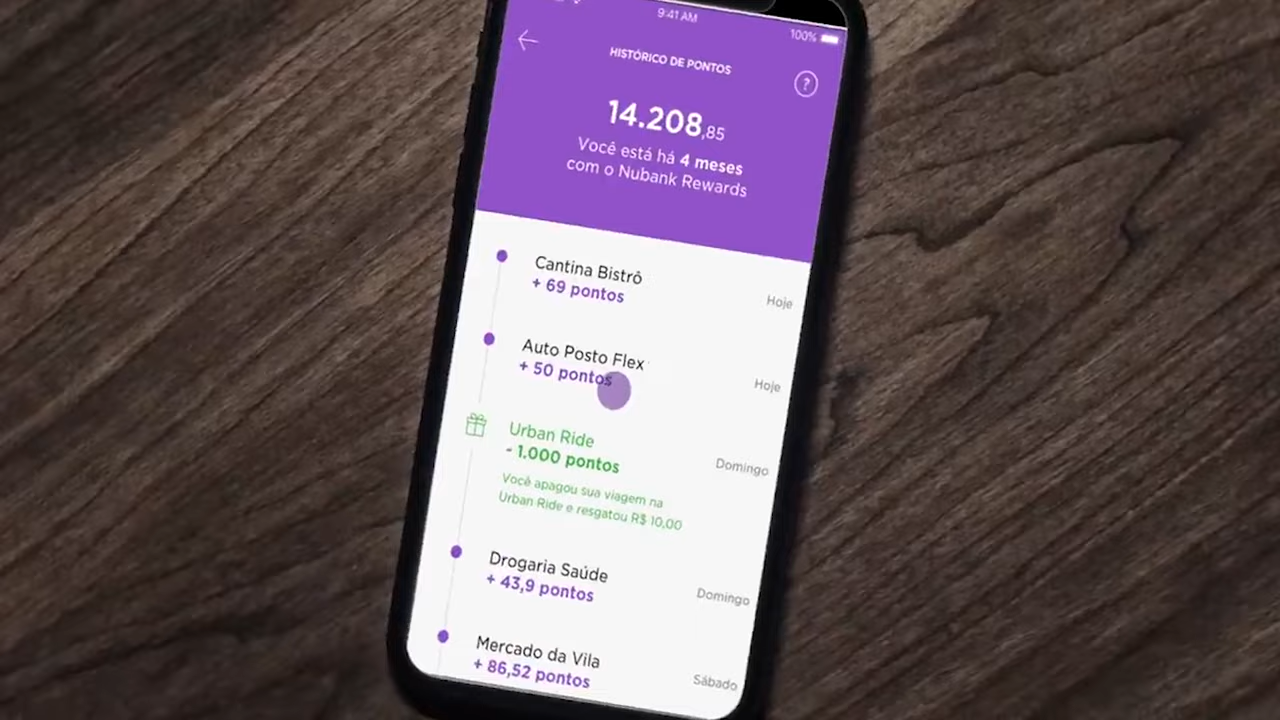 9:41 AM
100%
HISTÓRICO DE PONTOS
?
14.208,85
Você está há 4 meses
com o Nubank Rewards
Cantina Bistrô
+ 69 pontos
Hoje
Auto Posto Flex
+ 50 pontos
Hoje
Urban Ride
- 1.000 pontos
Domingo
Você apagou sua viagem na
Urban Ride e resgatou R$ 10,00
Drogaria Saúde
+ 43,9 pontos
Domingo
Mercado da Vila
+ 86,52 pontos
Sábado